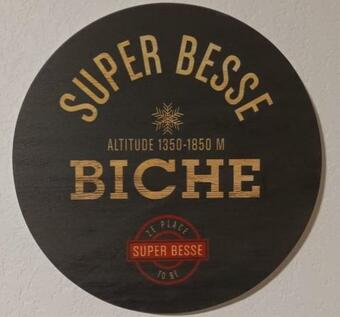 SUPER BESSE
ALTITUDE 1350-1850 M
BICHE
ZE PLACE
SUPER BESSE
TO BE